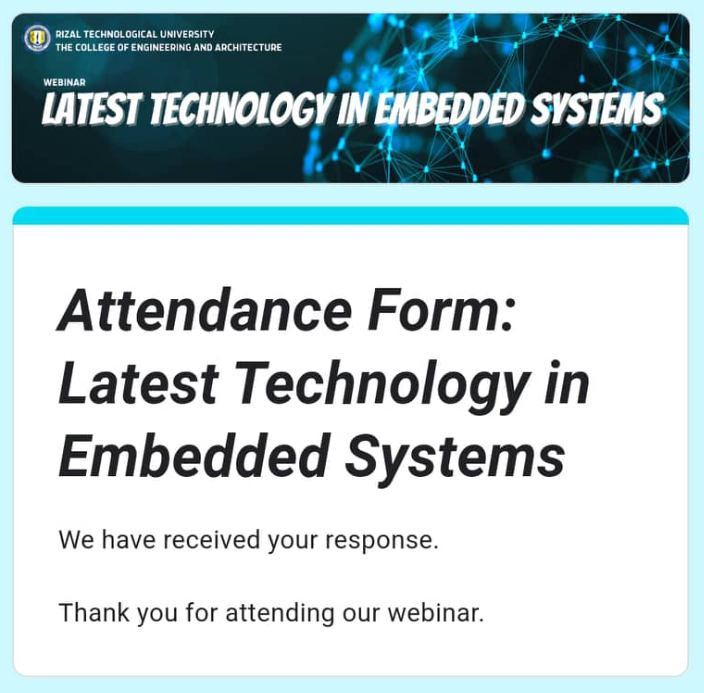 RIZAL TECHNOLOGICAL UNIVERSITY
THE COLLEGE OF ENGINEERING AND ARCHITECTURE
WEBINAR
LATEST TECHNOLOGY IN EMBEDDED SYSTEMS
Attendance Form:
Latest Technology in
Embedded Systems
We have received your response.
Thank you for attending our webinar.